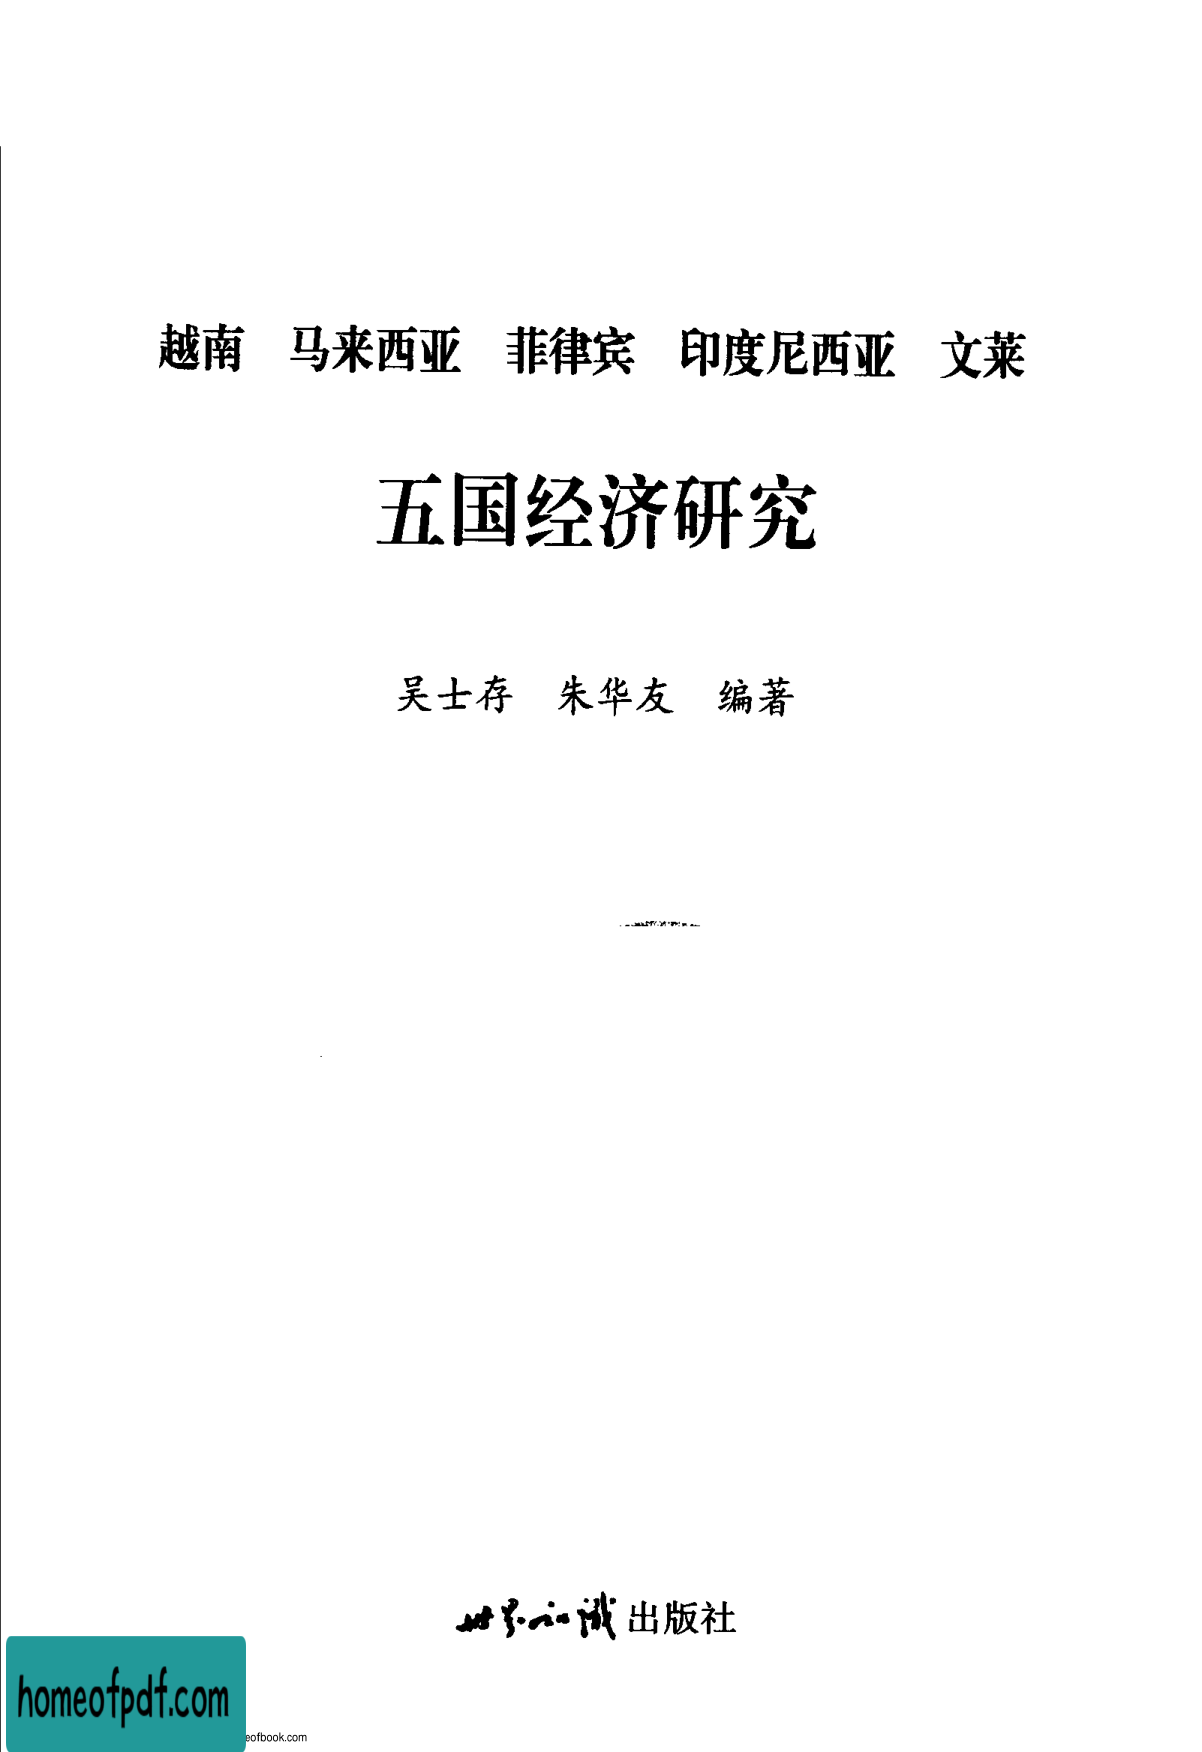 越南 马来西亚 菲律宾 印度尼西亚 文莱
五国经济研究
吴士存 朱华友 编著
世界知识出版社
homeofpdf.com
eofbook.com